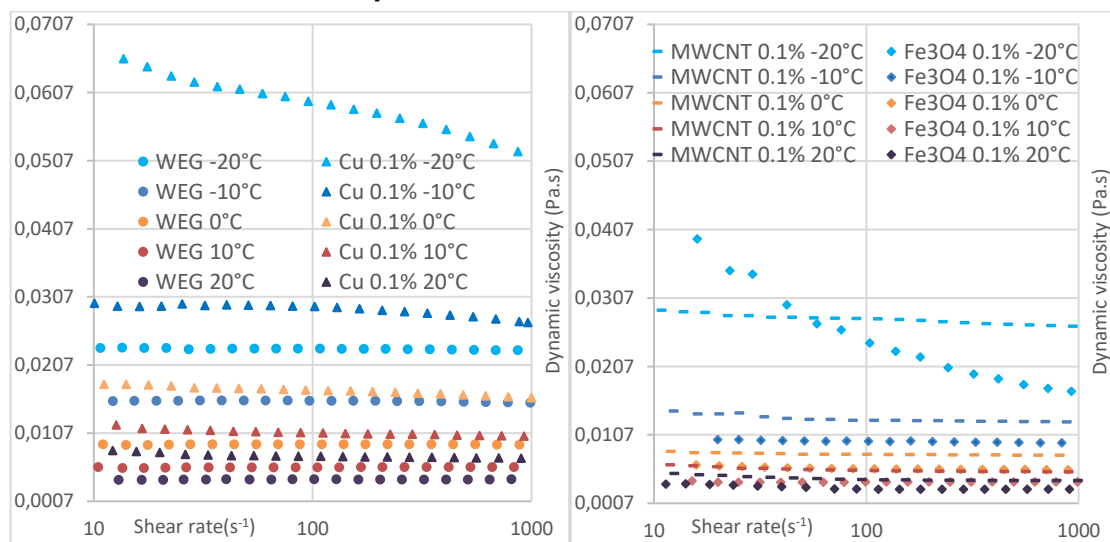 0,0707
0,0607
0,0507
0,0407
0,0307
0,0207
0,0107
0,0007
10
100
1000
Shear rate(s-1)
Dynamic viscosity (Pa.s)
WEG -20°C
Cu 0.1% -20°C
WEG -10°C
Cu 0.1% -10°C
WEG 0°C
Cu 0.1% 0°C
WEG 10°C
Cu 0.1% 10°C
WEG 20°C
Cu 0.1% 20°C
0,0707
0,0607
0,0507
0,0407
0,0307
0,0207
0,0107
0,0007
10
100
1000
Shear rate(s-1)
Dynamic viscosity (Pa.s)
MWCNT 0.1% -20°C
Fe3O4 0.1% -20°C
MWCNT 0.1% -10°C
Fe3O4 0.1% -10°C
MWCNT 0.1% 0°C
Fe3O4 0.1% 0°C
MWCNT 0.1% 10°C
Fe3O4 0.1% 10°C
MWCNT 0.1% 20°C
Fe3O4 0.1% 20°C